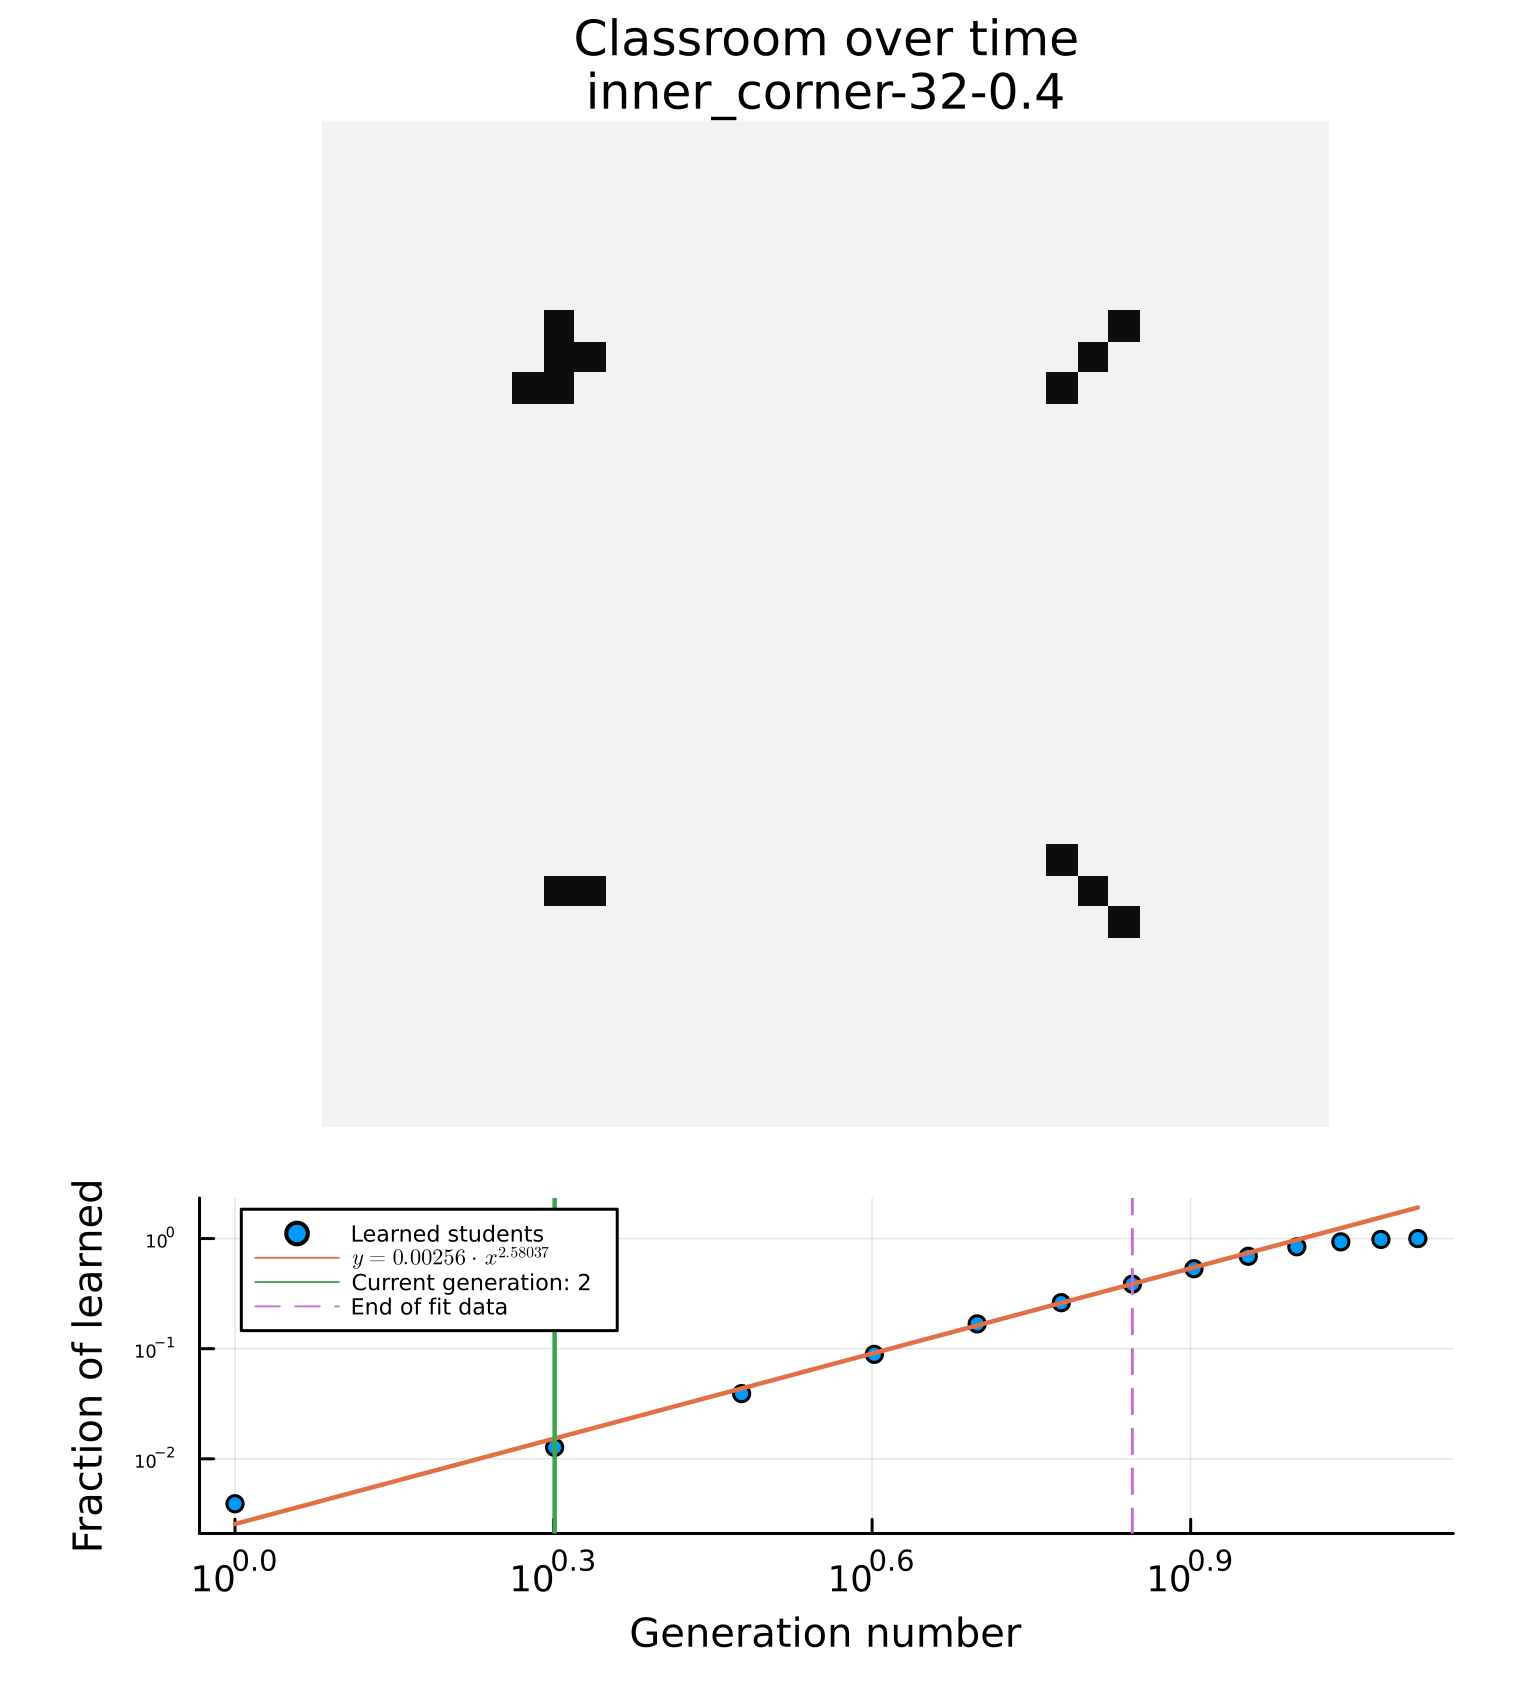 Classroom over time
inner_corner-32-0.4
Fraction of learned
10^0
10^-1
10^-2
Learned students
y = 0.00256 · x^2.58037
Current generation: 2
End of fit data
10^0.0 10^0.3 10^0.6 10^0.9
Generation number